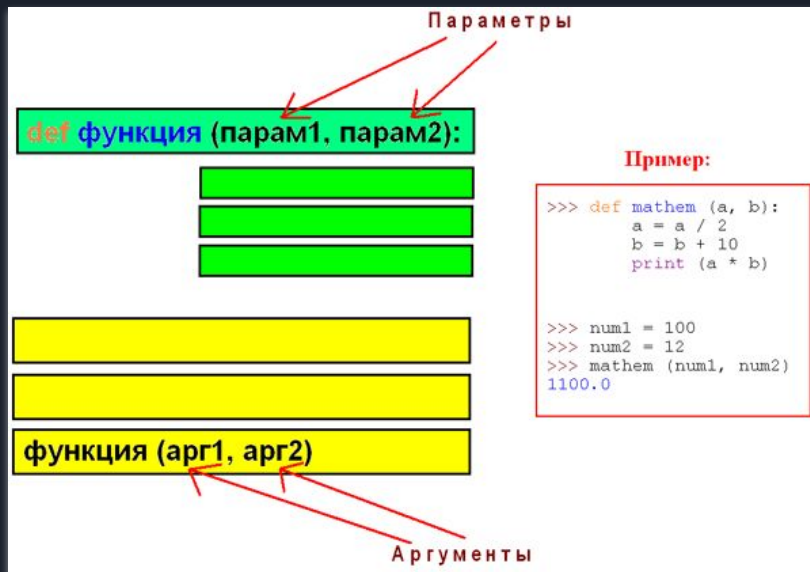 Параметры
def функция (парам1, парам2):
Пример:
>>> def mathem (a, b):
a = a / 2
b = b + 10
print (a * b)
>>> num1 = 100
>>> num2 = 12
>>> mathem (num1, num2)
1100.0
функция (арг1, арг2)
Аргументы